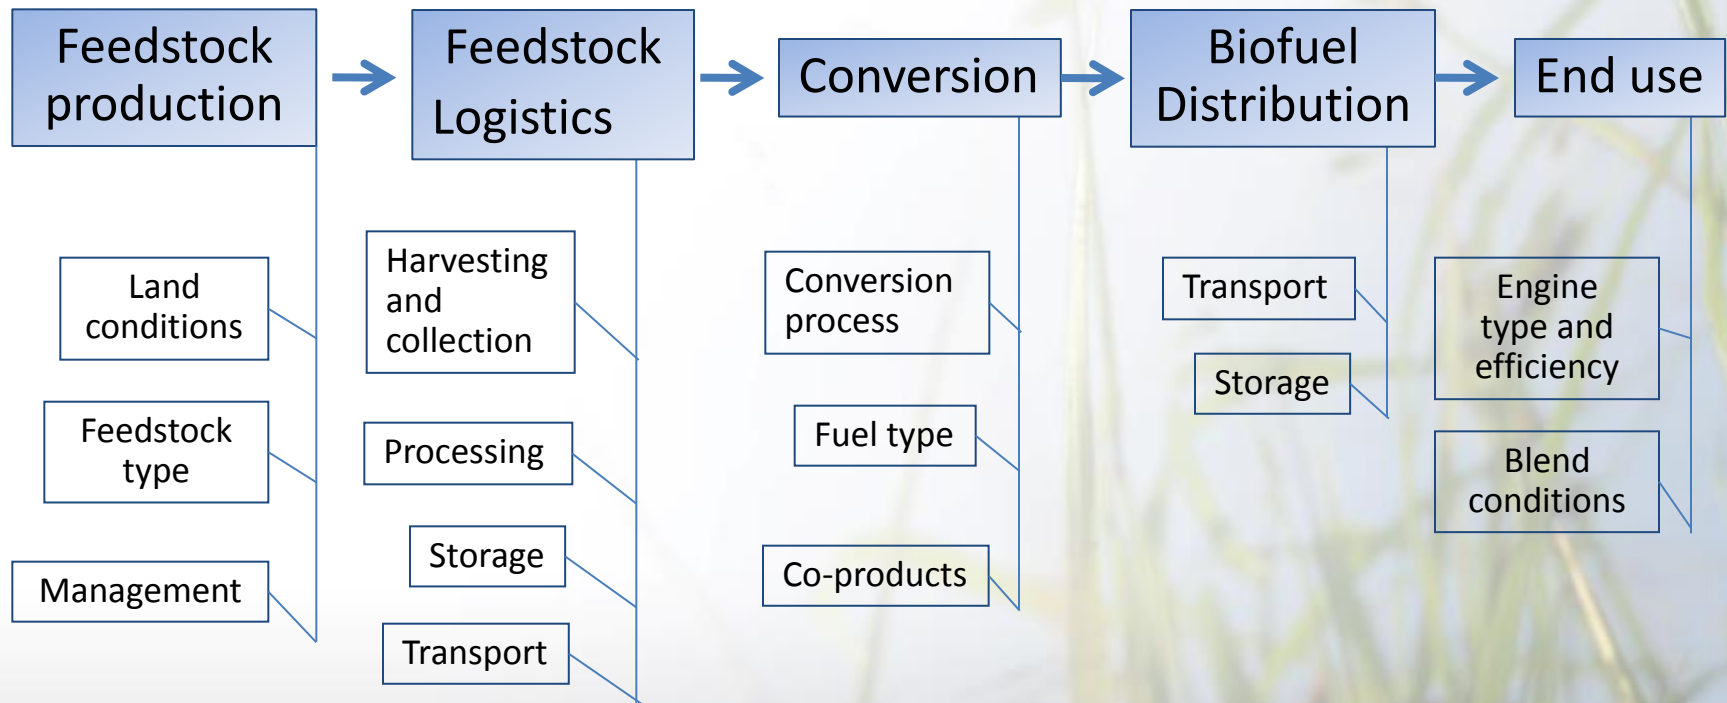 Feedstock
production
Feedstock
Logistics
Conversion
Biofuel
Distribution
End use
Land
conditions
Feedstock
type
Management
Harvesting
and
collection
Processing
Storage
Transport
Conversion
process
Fuel type
Co-products
Transport
Storage
Engine
type and
efficiency
Blend
conditions